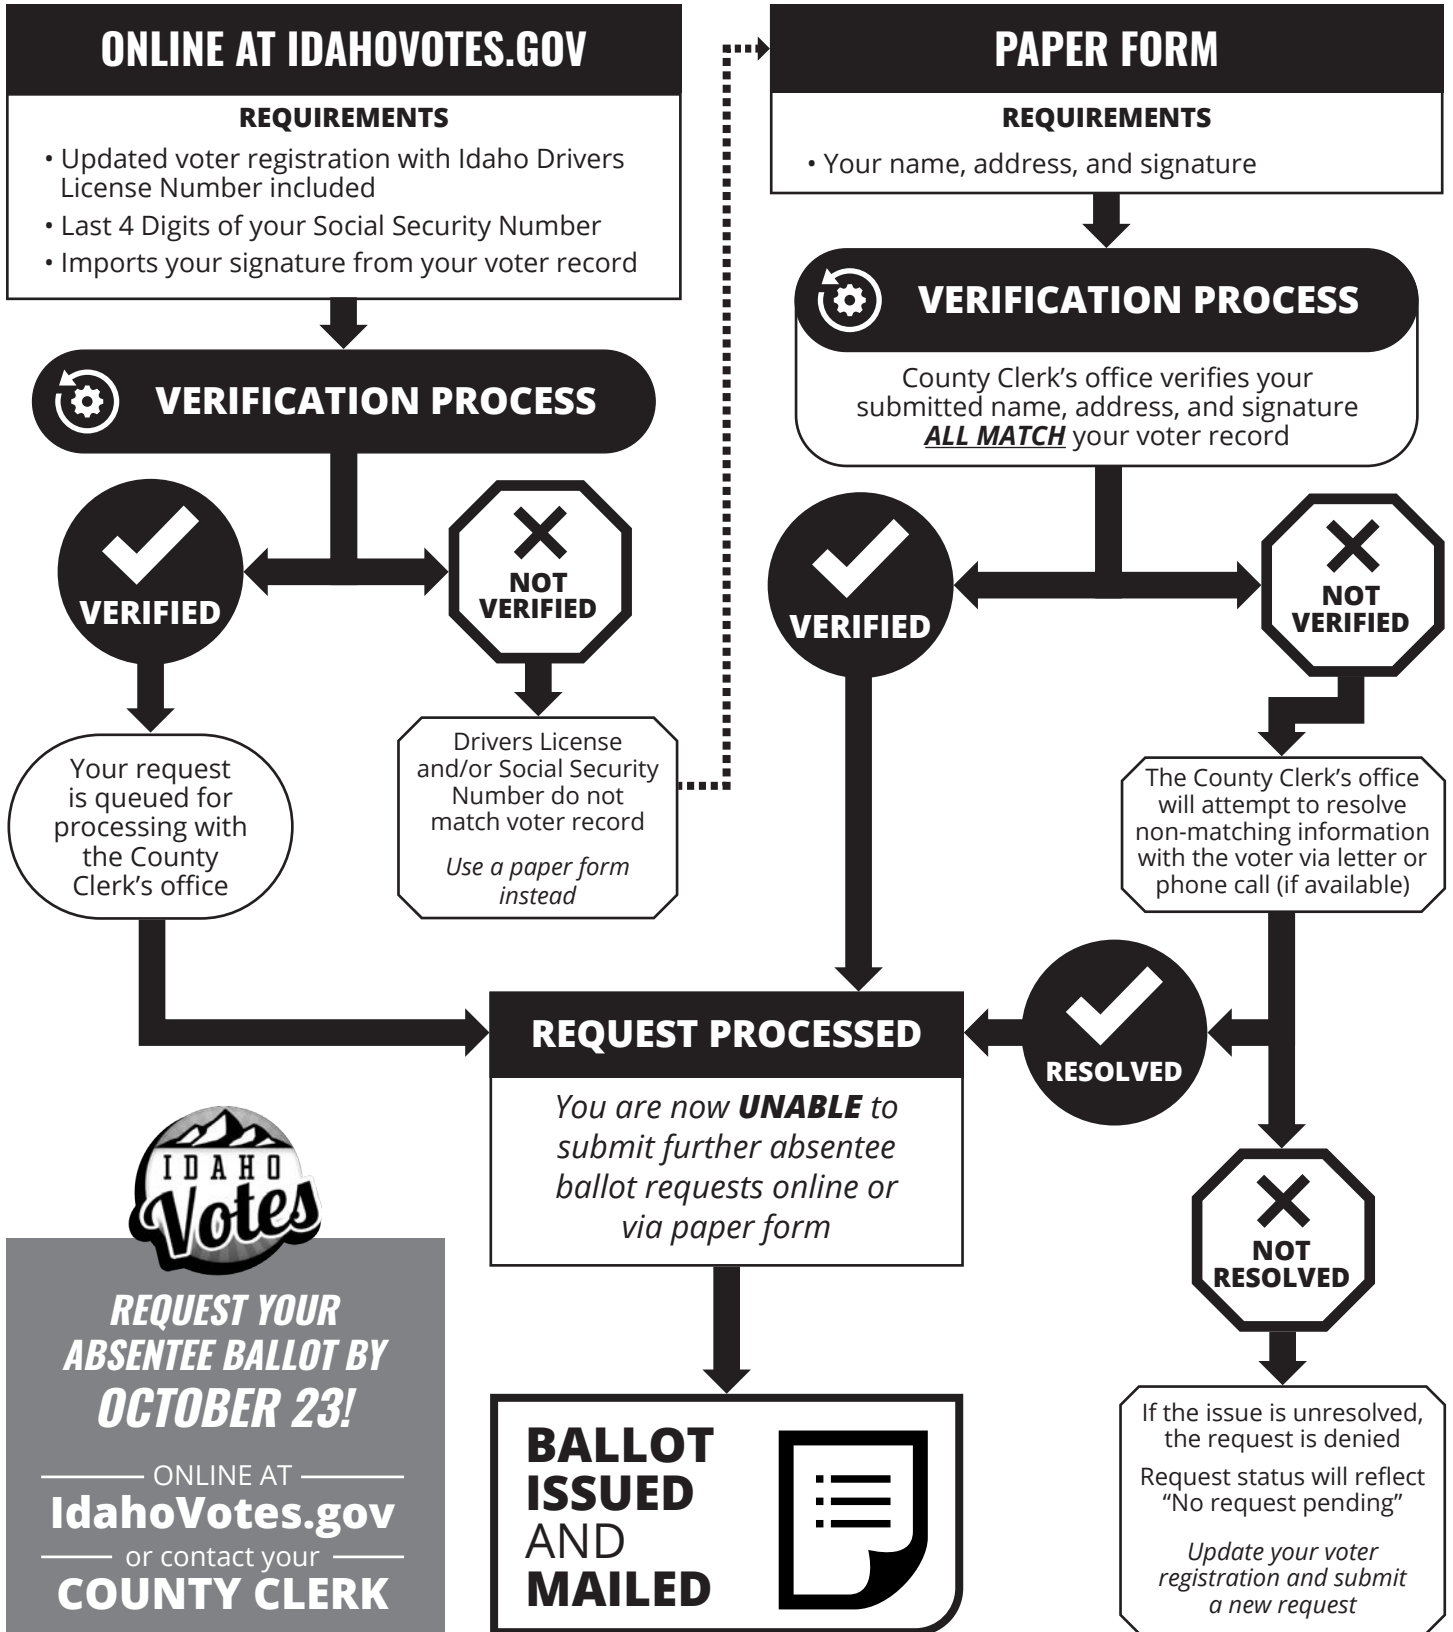 ONLINE AT IDAHOVOTES.GOV
REQUIREMENTS
• Updated voter registration with Idaho Drivers
License Number included
• Last 4 Digits of your Social Security Number
• Imports your signature from your voter record
VERIFICATION PROCESS
VERIFIED
NOT
VERIFIED
Your request
is queued for
processing with
the County
Clerk’s office
Drivers License
and/or Social Security
Number do not
match voter record
Use a paper form
instead
PAPER FORM
REQUIREMENTS
• Your name, address, and signature
VERIFICATION PROCESS
County Clerk’s office verifies your
submitted name, address, and signature
ALL MATCH your voter record
VERIFIED
NOT
VERIFIED
The County Clerk’s office
will attempt to resolve
non-matching information
with the voter via letter or
phone call (if available)
RESOLVED
REQUEST PROCESSED
You are now UNABLE to
submit further absentee
ballot requests online or
via paper form
NOT
RESOLVED
If the issue is unresolved,
the request is denied
Request status will reflect
“No request pending”
Update your voter
registration and submit
a new request
BALLOT
ISSUED
AND
MAILED
IDAHO
Votes
REQUEST YOUR
ABSENTEE BALLOT BY
OCTOBER 23!
ONLINE AT
IdahoVotes.gov
or contact your
COUNTY CLERK